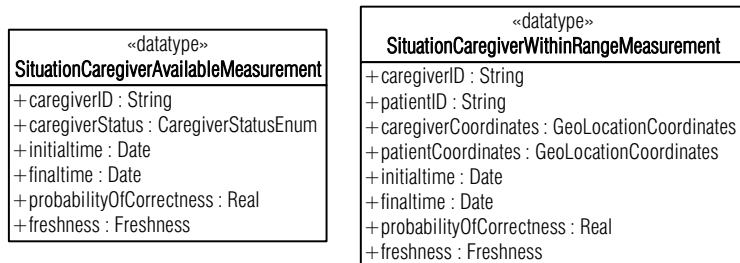 «datatype»
SituationCaregiverAvailableMeasurement
+caregiverID : String
+caregiverStatus : CaregiverStatusEnum
+initialtime : Date
+finaltime : Date
+probabilityOfCorrectness : Real
+freshness : Freshness
«datatype»
SituationCaregiverWithinRangeMeasurement
+caregiverID : String
+patientID : String
+caregiverCoordinates : GeoLocationCoordinates
+patientCoordinates : GeoLocationCoordinates
+initialtime : Date
+finaltime : Date
+probabilityOfCorrectness : Real
+freshness : Freshness